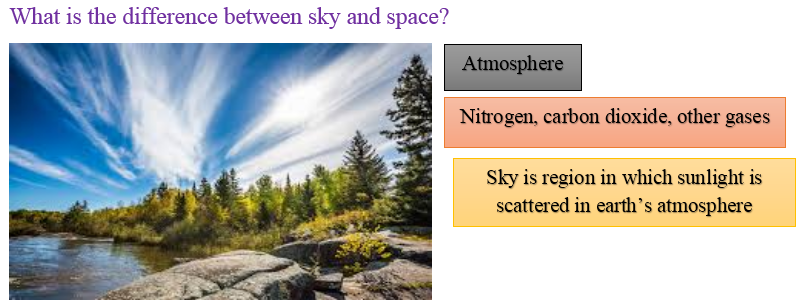 What is the difference between sky and space?
Atmosphere
Nitrogen, carbon dioxide, other gases
Sky is region in which sunlight is
scattered in earth's atmosphere